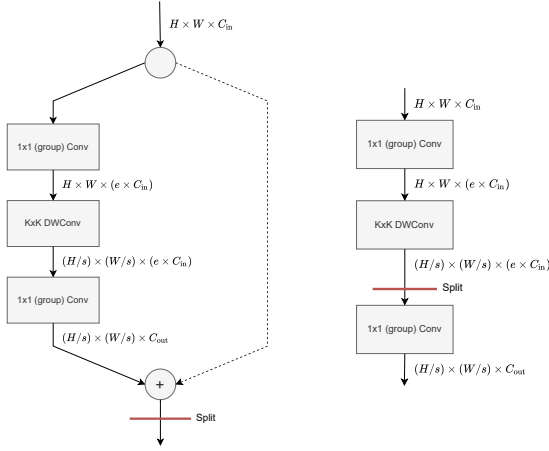 H × W × C_in
1x1 (group) Conv
H × W × (e × C_in)
KxK DWConv
(H/s) × (W/s) × (e × C_in)
1x1 (group) Conv
(H/s) × (W/s) × C_out
+
Split
H × W × C_in
1x1 (group) Conv
H × W × (e × C_in)
KxK DWConv
(H/s) × (W/s) × (e × C_in)
Split
1x1 (group) Conv
(H/s) × (W/s) × C_out